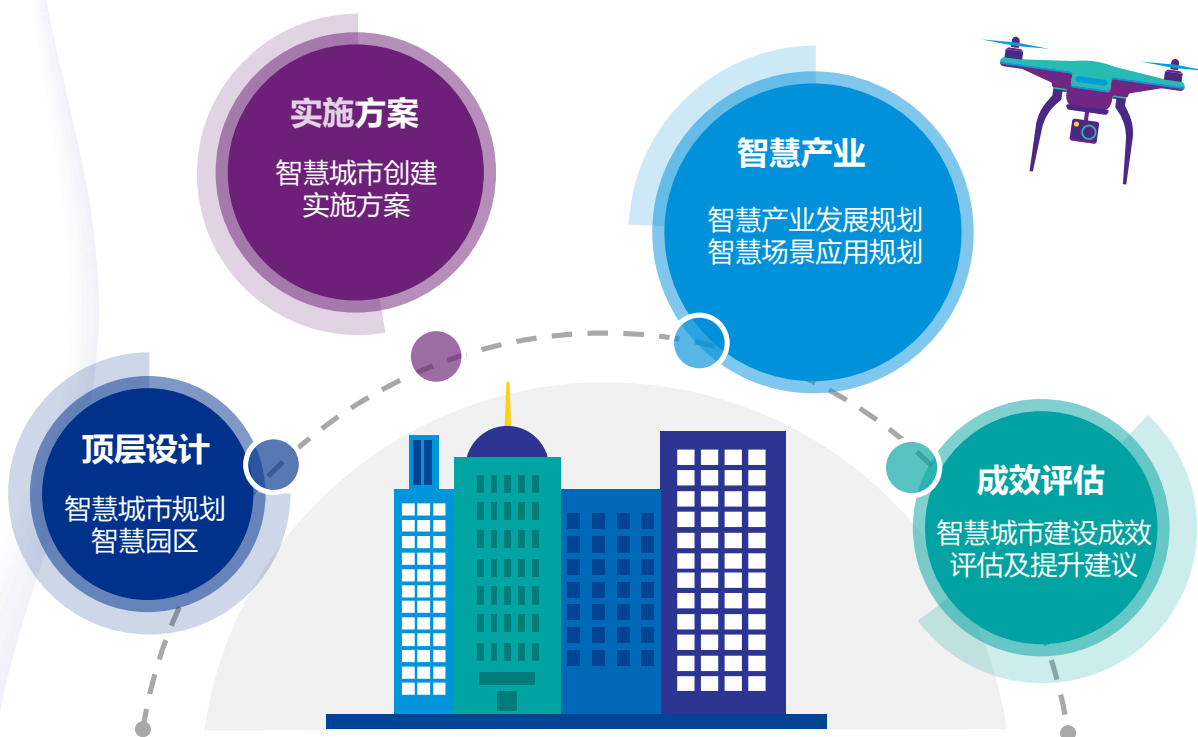 顶层设计
智慧城市规划
智慧园区
实施方案
智慧城市创建
实施方案
智慧产业
智慧产业发展规划
智慧场景应用规划
成效评估
智慧城市建设成效
评估及提升建议